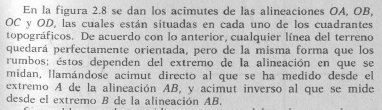 En la figura 2.8 se dan los acimutes de las alineaciones OA, OB,
OC y OD, las cuales están situadas en cada uno de los cuadrantes
topográficos. De acuerdo con lo anterior, cualquier línea del terreno
quedará perfectamente orientada, pero de la misma forma que los
rumbos; éstos dependen del extremo de la alineación en que se
midan, llamándose acimut directo al que se ha medido desde el
extremo A de la alineación AB, y acimut inverso al que se mide
desde el extremo B de la alineación AB.